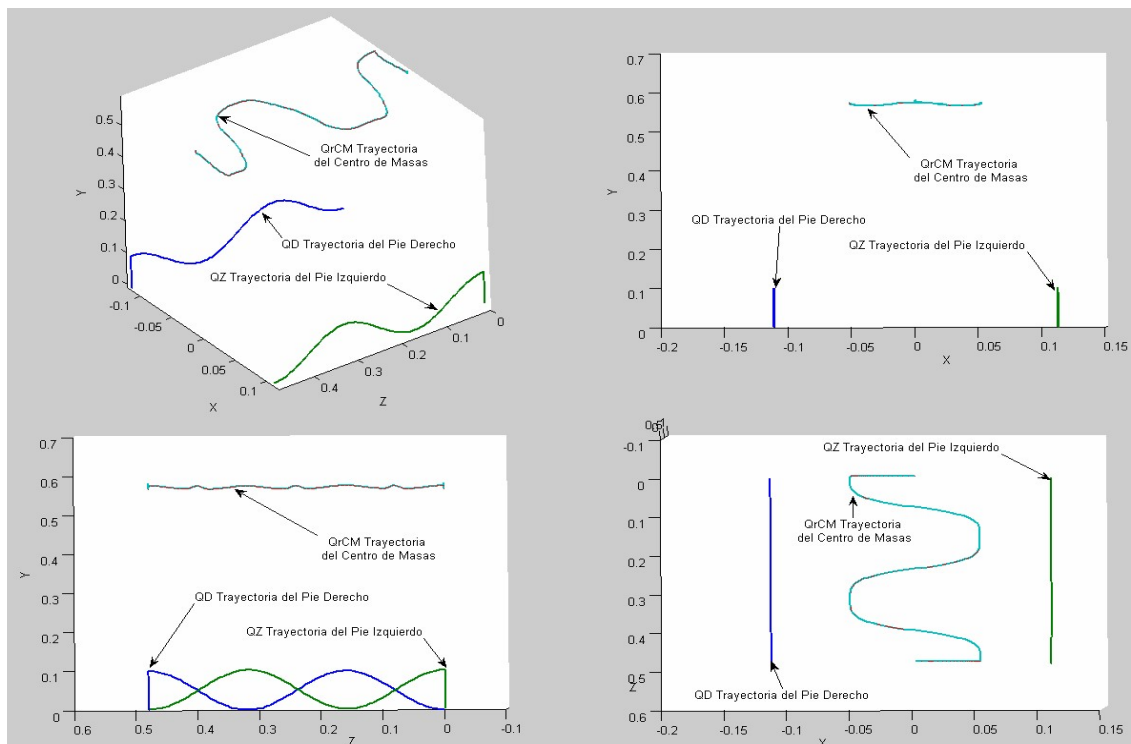 0.5
0.4
0.3
0.2
0.1
0
Y
-0.1
-0.05
0
0.05
0.1
X
0.4
0.3
0.2
0.1
0
Z
QrCM Trayectoria
del Centro de Masas
QD Trayectoria del Pie Derecho
QZ Trayectoria del Pie Izquierdo
0.7
0.6
0.5
0.4
0.3
0.2
0.1
0
Y
QrCM Trayectoria
del Centro de Masas
QD Trayectoria del Pie Derecho
QZ Trayectoria del Pie Izquierdo
-0.2 -0.15 -0.1 -0.05 0 0.05 0.1 0.15
X
0.7
0.6
0.5
0.4
0.3
0.2
0.1
0
Y
QrCM Trayectoria
del Centro de Masas
QD Trayectoria del Pie Derecho
QZ Trayectoria del Pie Izquierdo
0.6 0.5 0.4 0.3 0.2 0.1 0 -0.1
Z
-0.1
0
0.1
0.2
0.3
0.4
0.5
0.6
Z
QZ Trayectoria del Pie Izquierdo
QrCM Trayectoria
del Centro de Masas
QD Trayectoria del Pie Derecho
-0.2 -0.15 -0.1 -0.05 0 0.05 0.1 0.15